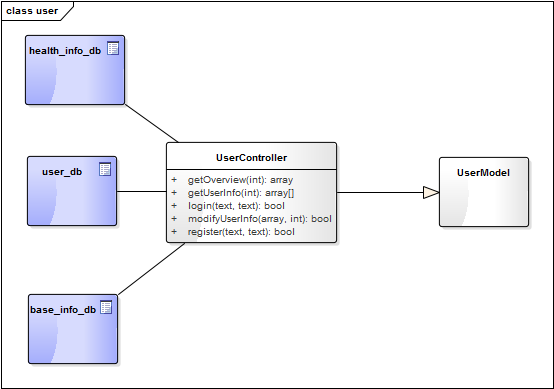 class user
health_info_db
user_db
base_info_db
UserController
+ getOverview(int): array
+ getUserInfo(int): array[]
+ login(text, text): bool
+ modifyUserInfo(array, int): bool
+ register(text, text): bool
UserModel